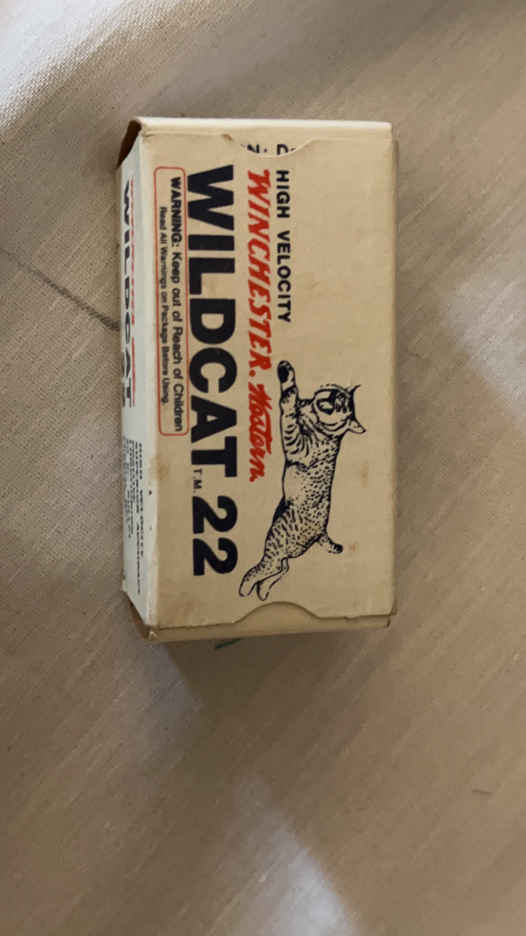 HIGH VELOCITY
WINCHESTER. Western.
WILDCAT T.M. 22
WARNING: Keep out of Reach of Children
Read All Warnings on Package Before Using.
WILDCAT